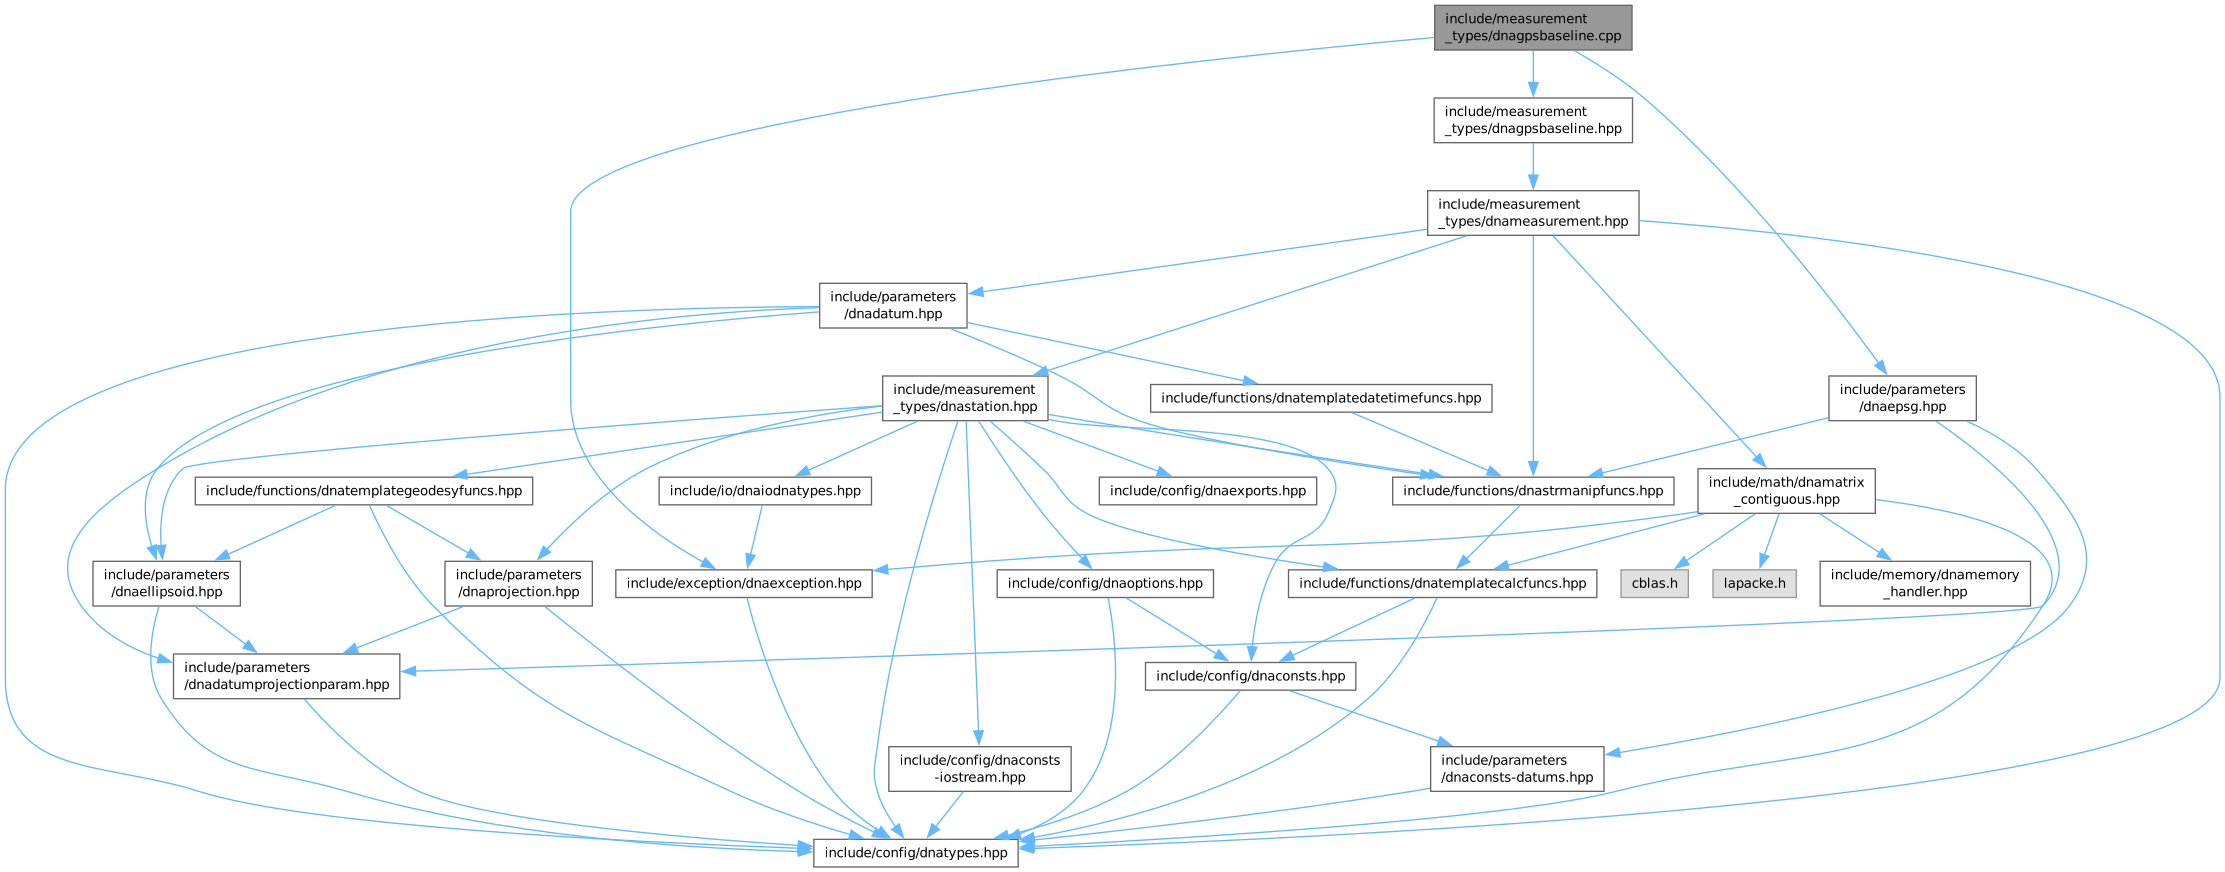 include/measurement
_types/dnagpsbaseline.cpp
include/measurement
_types/dnagpsbaseline.hpp
include/measurement
_types/dnameasurement.hpp
include/parameters
/dnadatum.hpp
include/measurement
_types/dnastation.hpp
include/functions/dnatemplatedatetimefuncs.hpp
include/parameters
/dnaepsg.hpp
include/functions/dnatemplategeodesyfuncs.hpp
include/io/dnaiodnatypes.hpp
include/config/dnaexports.hpp
include/functions/dnastrmanipfuncs.hpp
include/math/dnamatrix
_contiguous.hpp
include/parameters
/dnaellipsoid.hpp
include/parameters
/dnaprojection.hpp
include/exception/dnaexception.hpp
include/config/dnaoptions.hpp
include/functions/dnatemplatecalcfuncs.hpp
cblas.h
lapacke.h
include/memory/dnamemory
_handler.hpp
include/parameters
/dnadatumprojectionparam.hpp
include/config/dnaconsts.hpp
include/config/dnaconsts
-iostream.hpp
include/parameters
/dnaconsts-datums.hpp
include/config/dnatypes.hpp